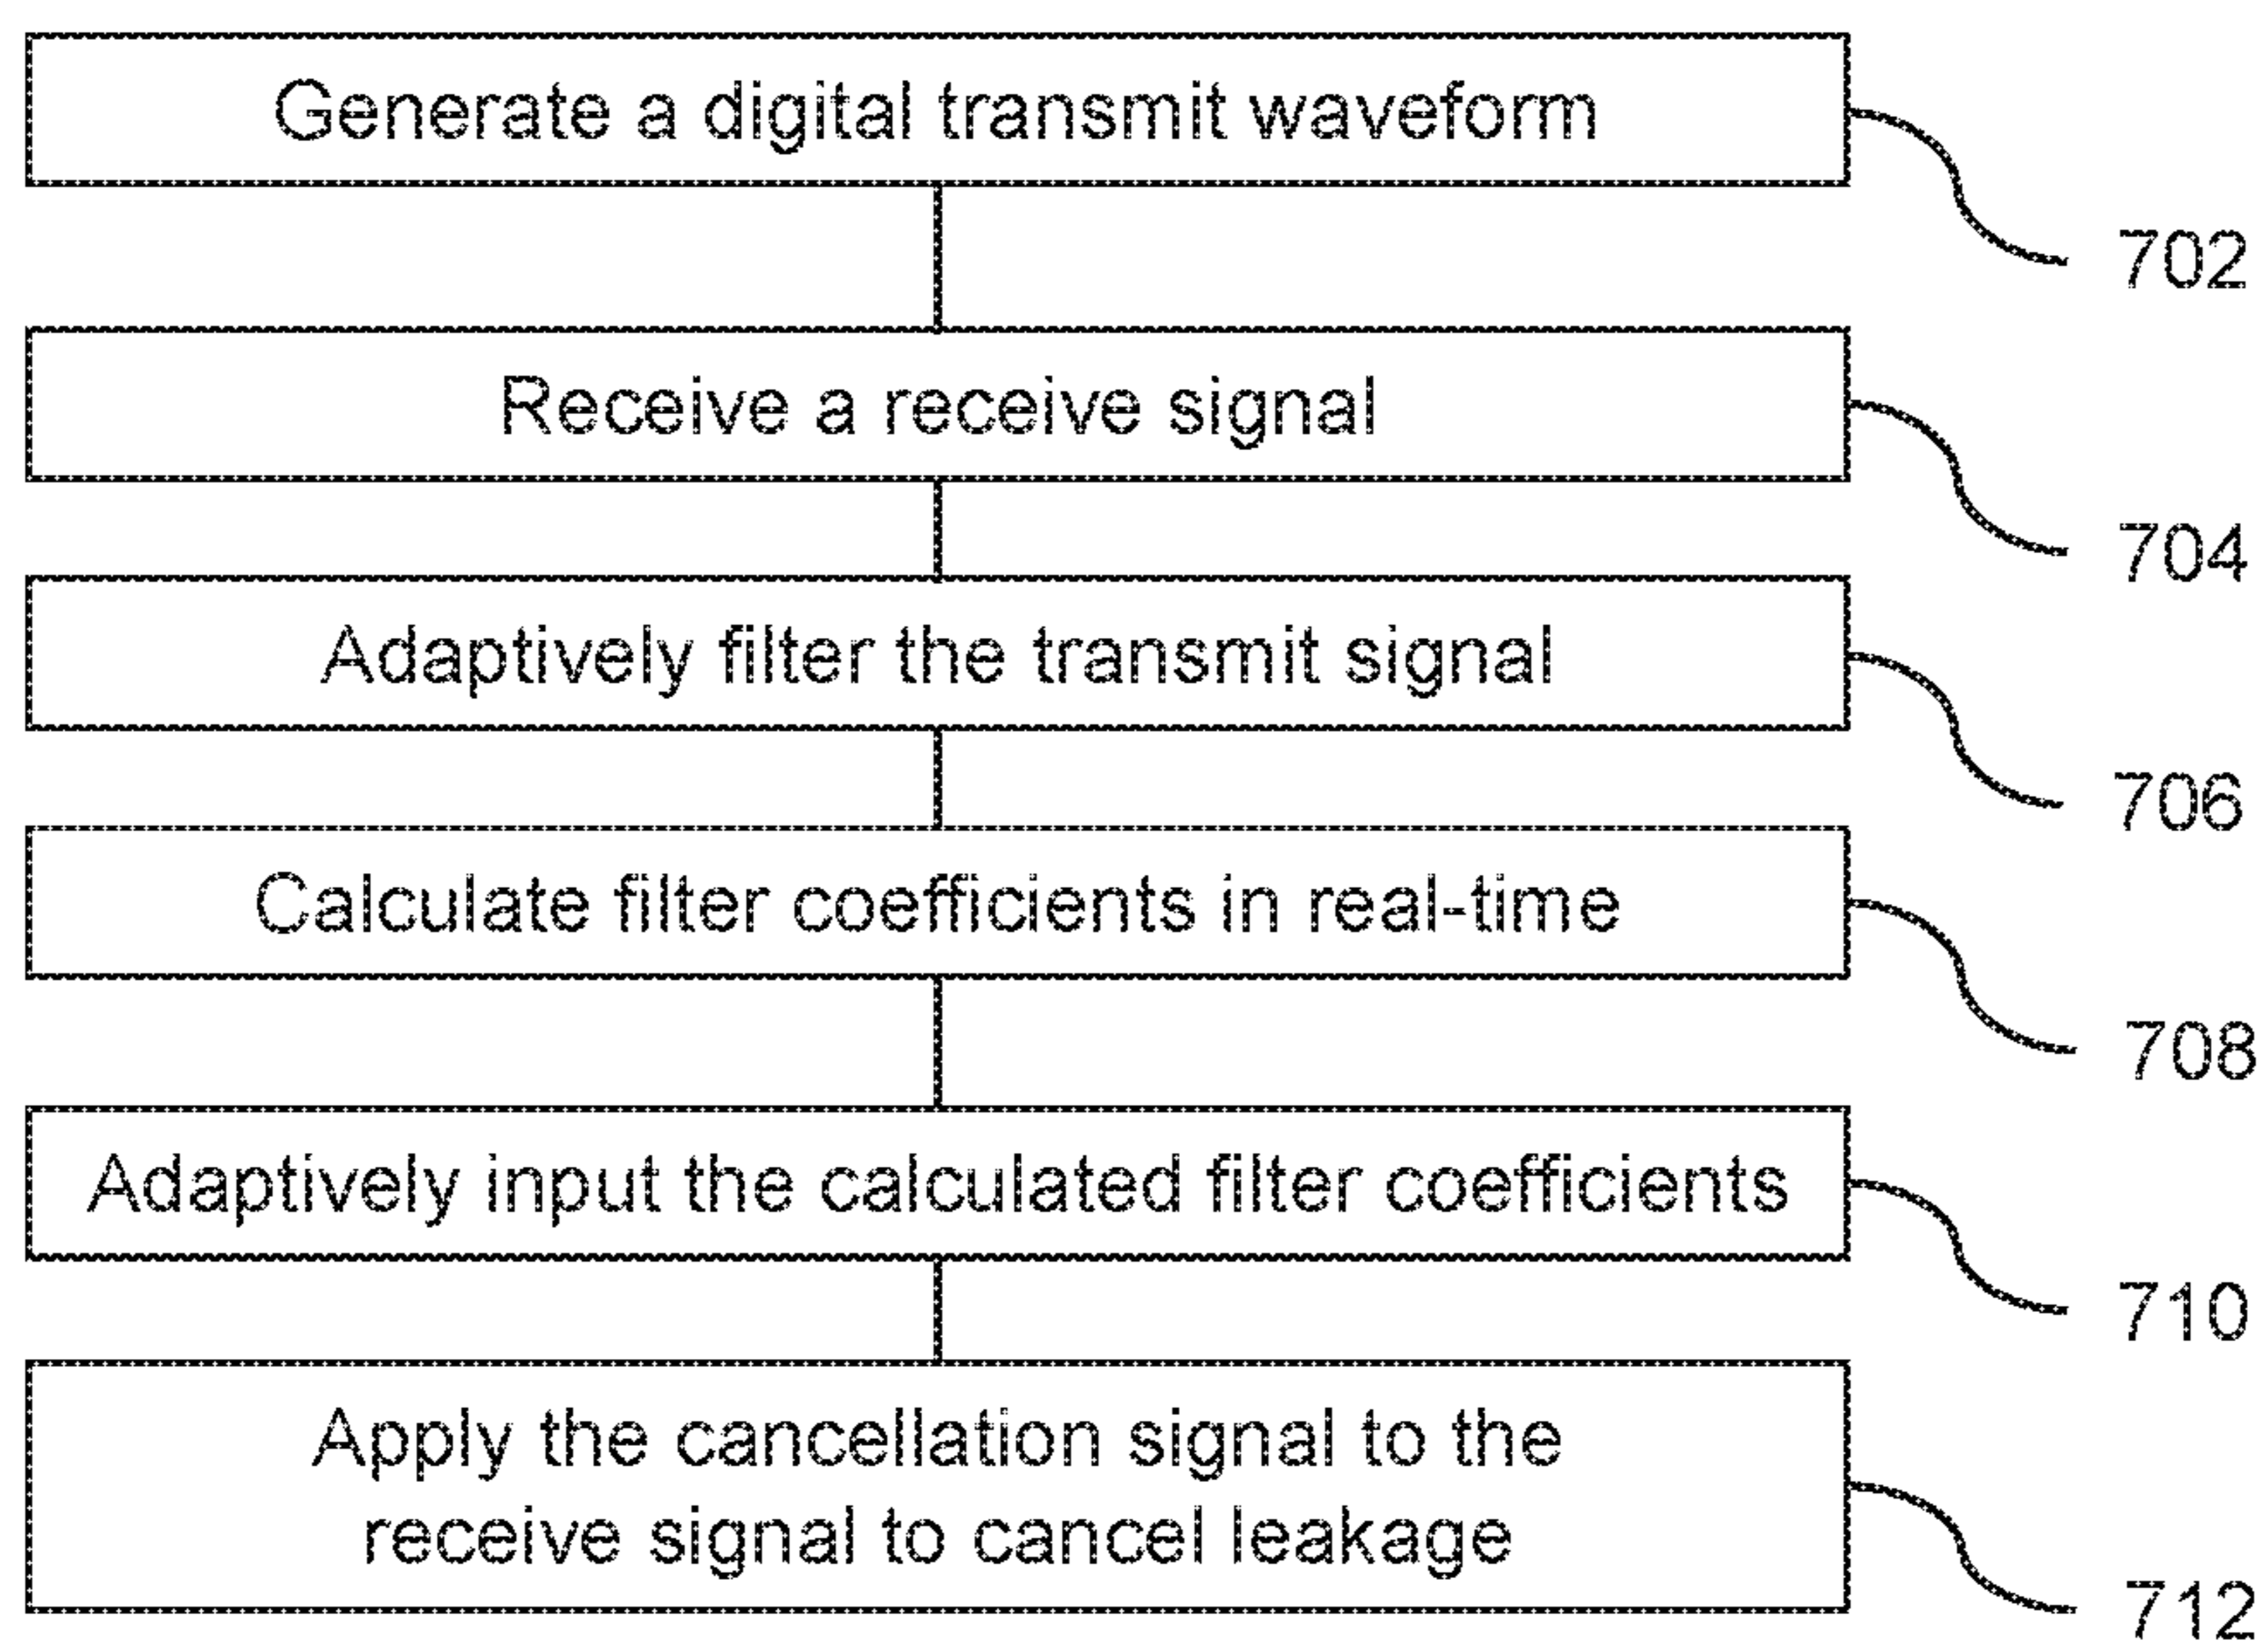 Generate a digital transmit waveform
702
Receive a receive signal
704
Adaptively filter the transmit signal
706
Calculate filter coefficients in real-time
708
Adaptively input the calculated filter coefficients
710
Apply the cancellation signal to the
receive signal to cancel leakage
712